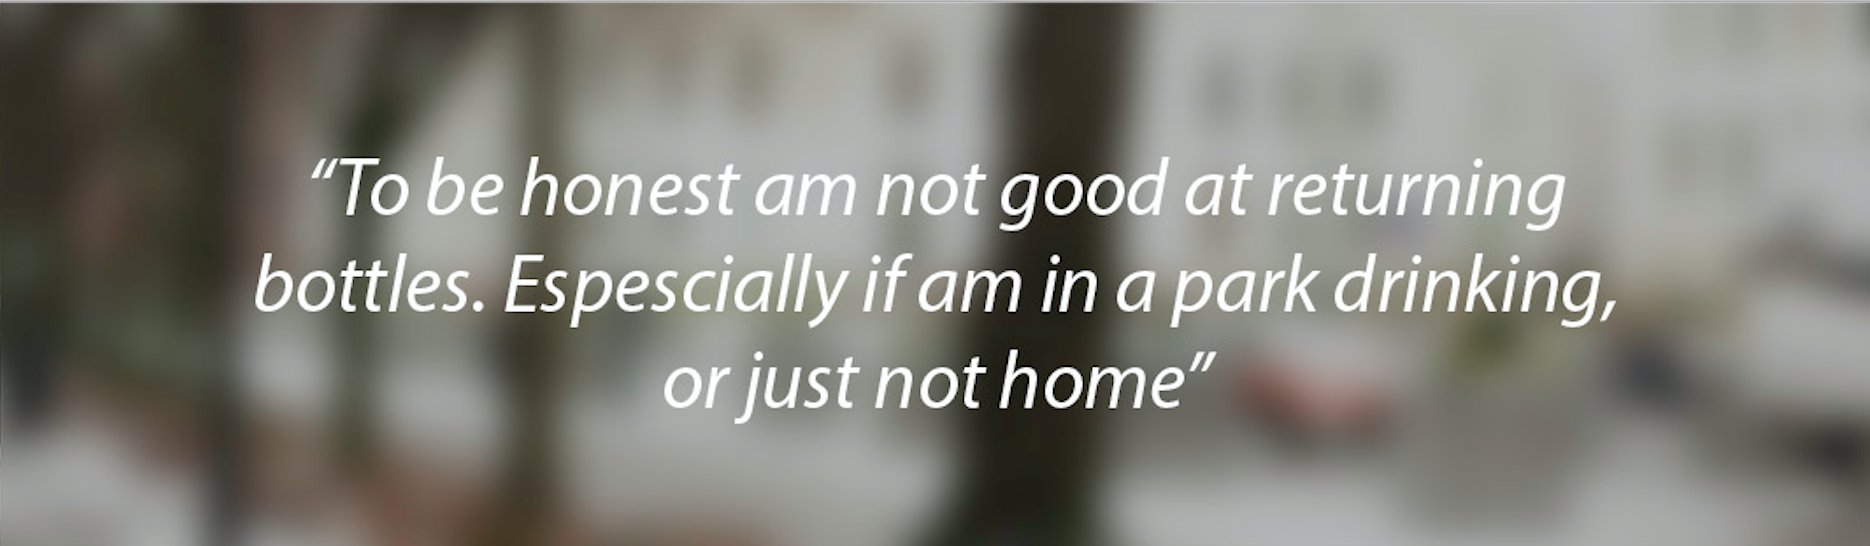 “To be honest am not good at returning
bottles. Espescially if am in a park drinking,
or just not home”